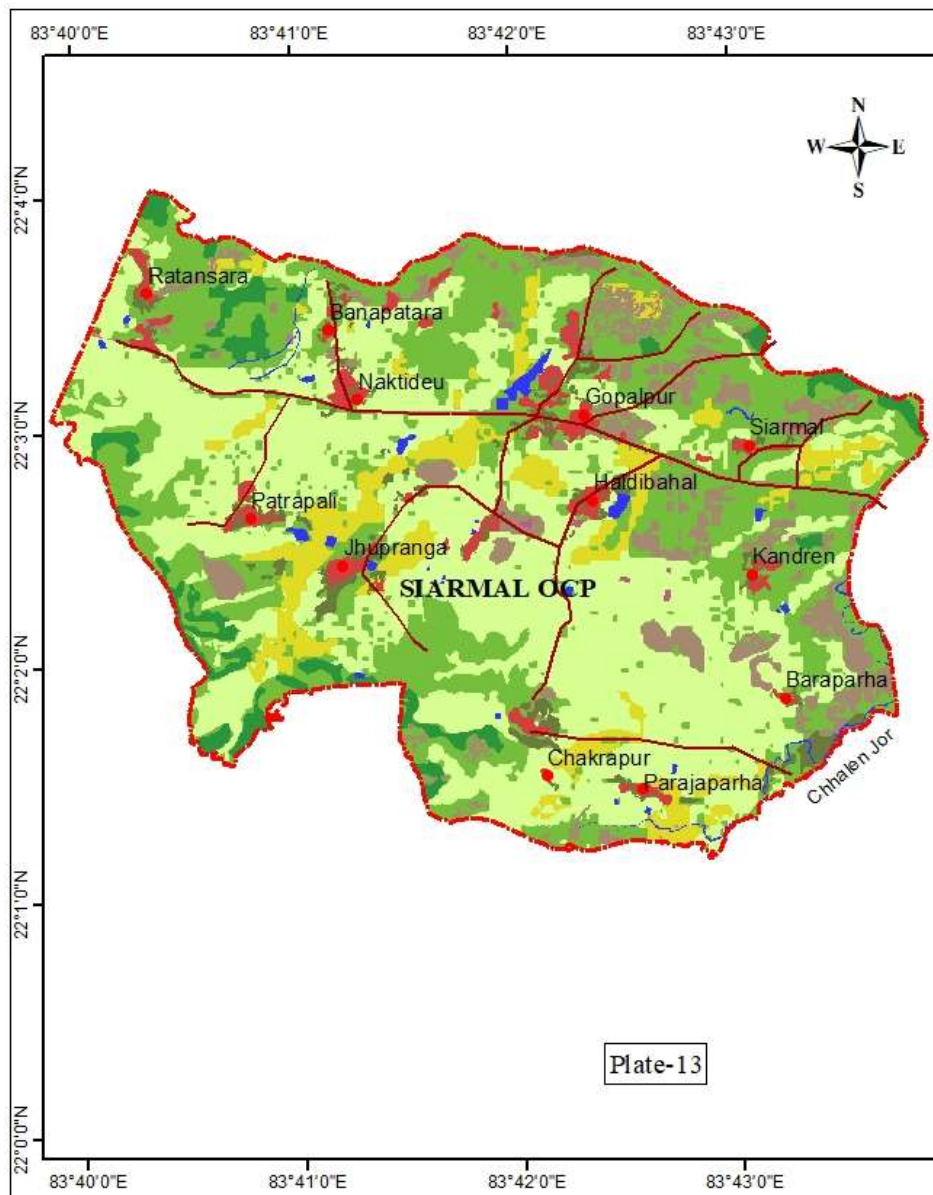 83°40'0"E
83°41'0"E
83°42'0"E
83°43'0"E
N
W
E
S
22°4'0"N
Ratansara
Banapatara
Naktideu
Gopalpur
22°3'0"N
Siarmal
Haldibahal
Patrapali
Jhupranga
Kandren
SIARMAL OCP
22°2'0"N
Baraparha
Chakrapur
Parajaparha
Chhalen Jor
22°1'0"N
Plate-13
22°0'0"N
83°40'0"E
83°41'0"E
83°42'0"E
83°43'0"E